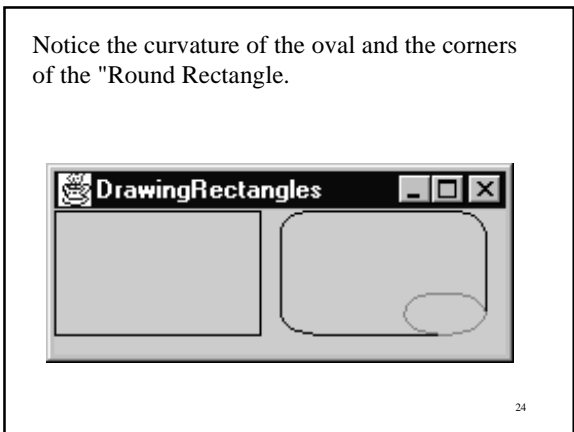 Notice the curvature of the oval and the corners
of the "Round Rectangle.
DrawingRectangles
24